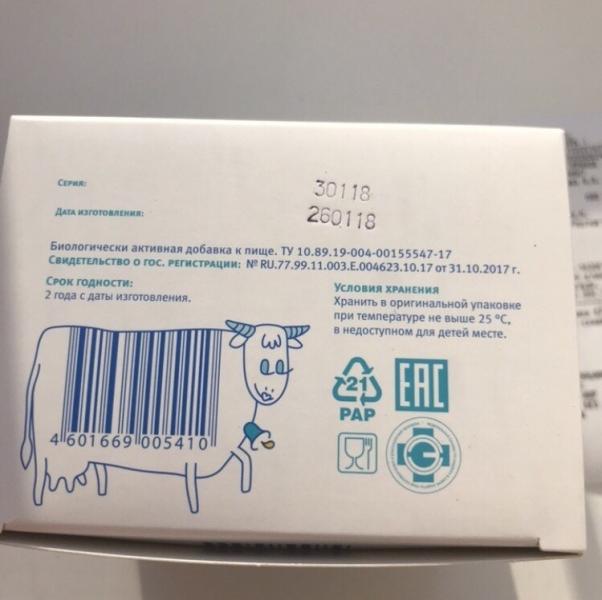 Серия: 30118
Дата изготовления: 260118
Биологически активная добавка к пище. ТУ 10.89.19-004-00155547-17
Свидетельство о гос. регистрации: № RU.77.99.11.003.Е.004623.10.17 от 31.10.2017 г.
Срок годности:
2 года с даты изготовления.
Условия хранения
Хранить в оригинальной упаковке
при температуре не выше 25 °С,
в недоступном для детей месте.
4 601669 005410
21
PAP
EAC